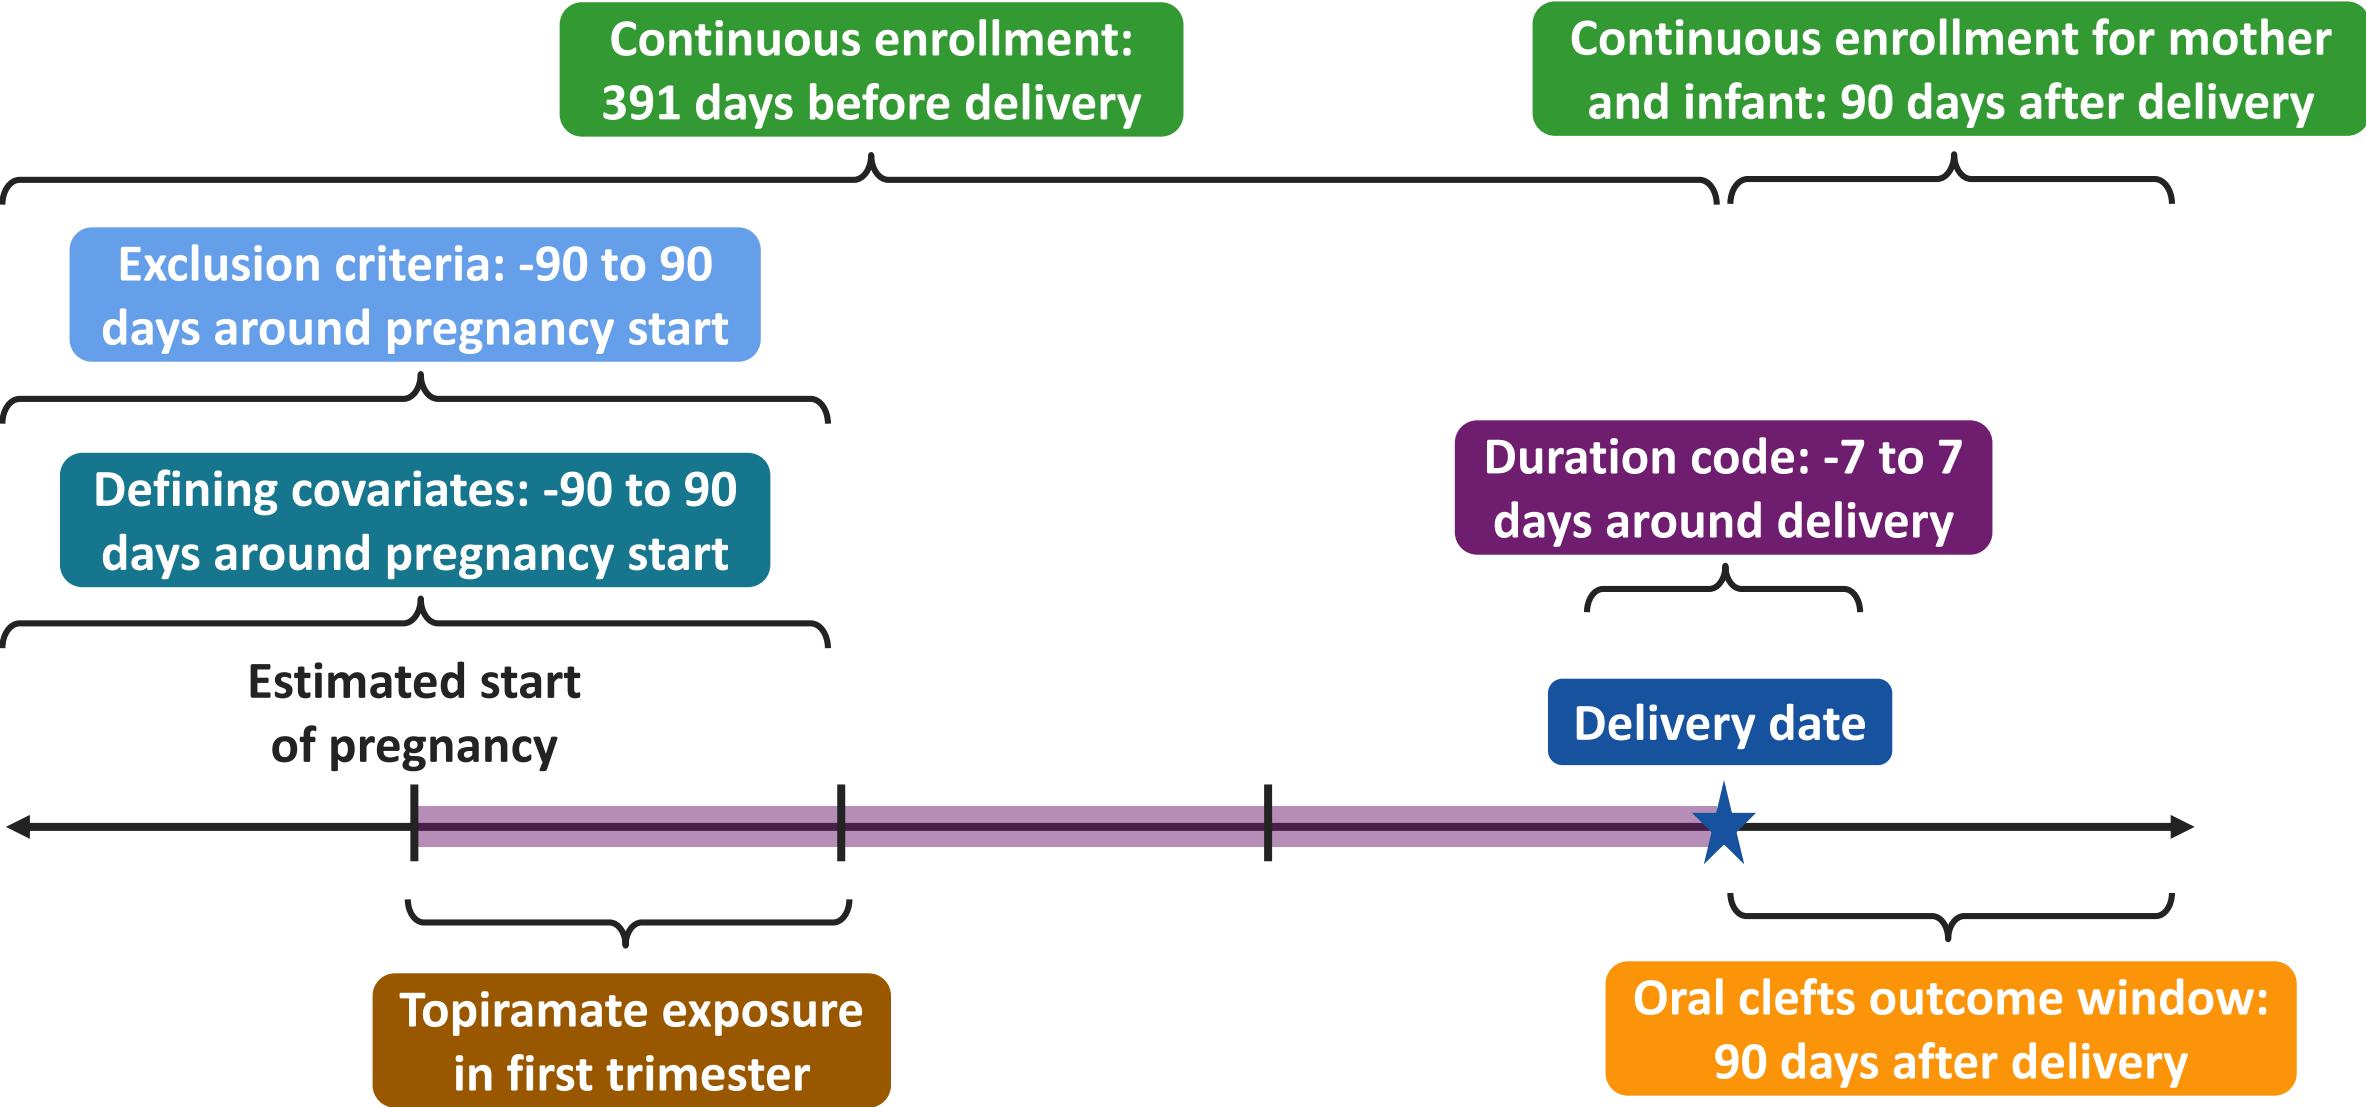 Continuous enrollment:
391 days before delivery
Continuous enrollment for mother
and infant: 90 days after delivery
Exclusion criteria: -90 to 90
days around pregnancy start
Defining covariates: -90 to 90
days around pregnancy start
Duration code: -7 to 7
days around delivery
Estimated start
of pregnancy
Delivery date
Topiramate exposure
in first trimester
Oral clefts outcome window:
90 days after delivery